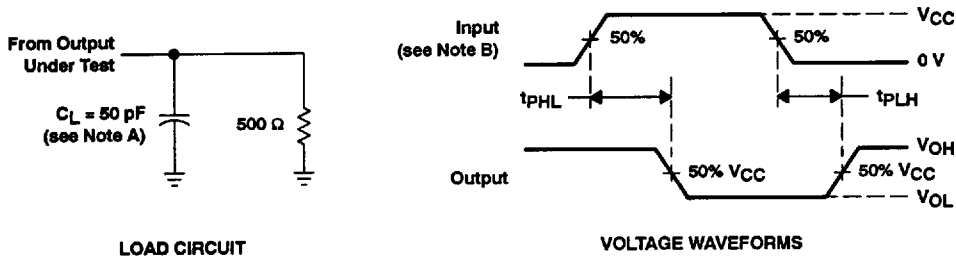 From Output
Under Test
CL = 50 pF
(see Note A)
500 Ω
LOAD CIRCUIT
Input
(see Note B)
50%
50%
VCC
0 V
tPHL
tPLH
Output
50% VCC
VOH
50% VCC
VOL
VOLTAGE WAVEFORMS